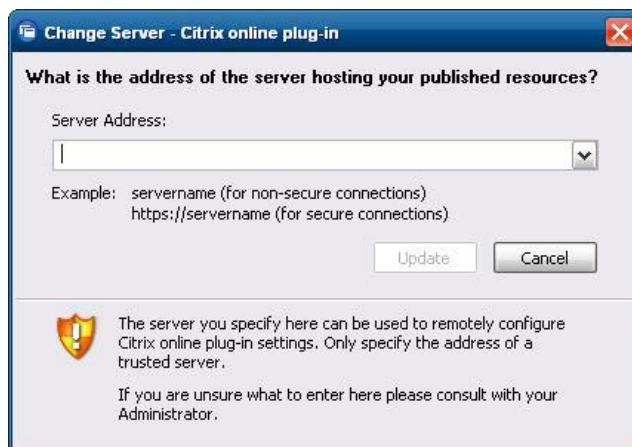 Change Server - Citrix online plug-in
What is the address of the server hosting your published resources?
Server Address:
Example: servername (for non-secure connections)
https://servername (for secure connections)
Update Cancel
The server you specify here can be used to remotely configure
Citrix online plug-in settings. Only specify the address of a
trusted server.
If you are unsure what to enter here please consult with your
Administrator.